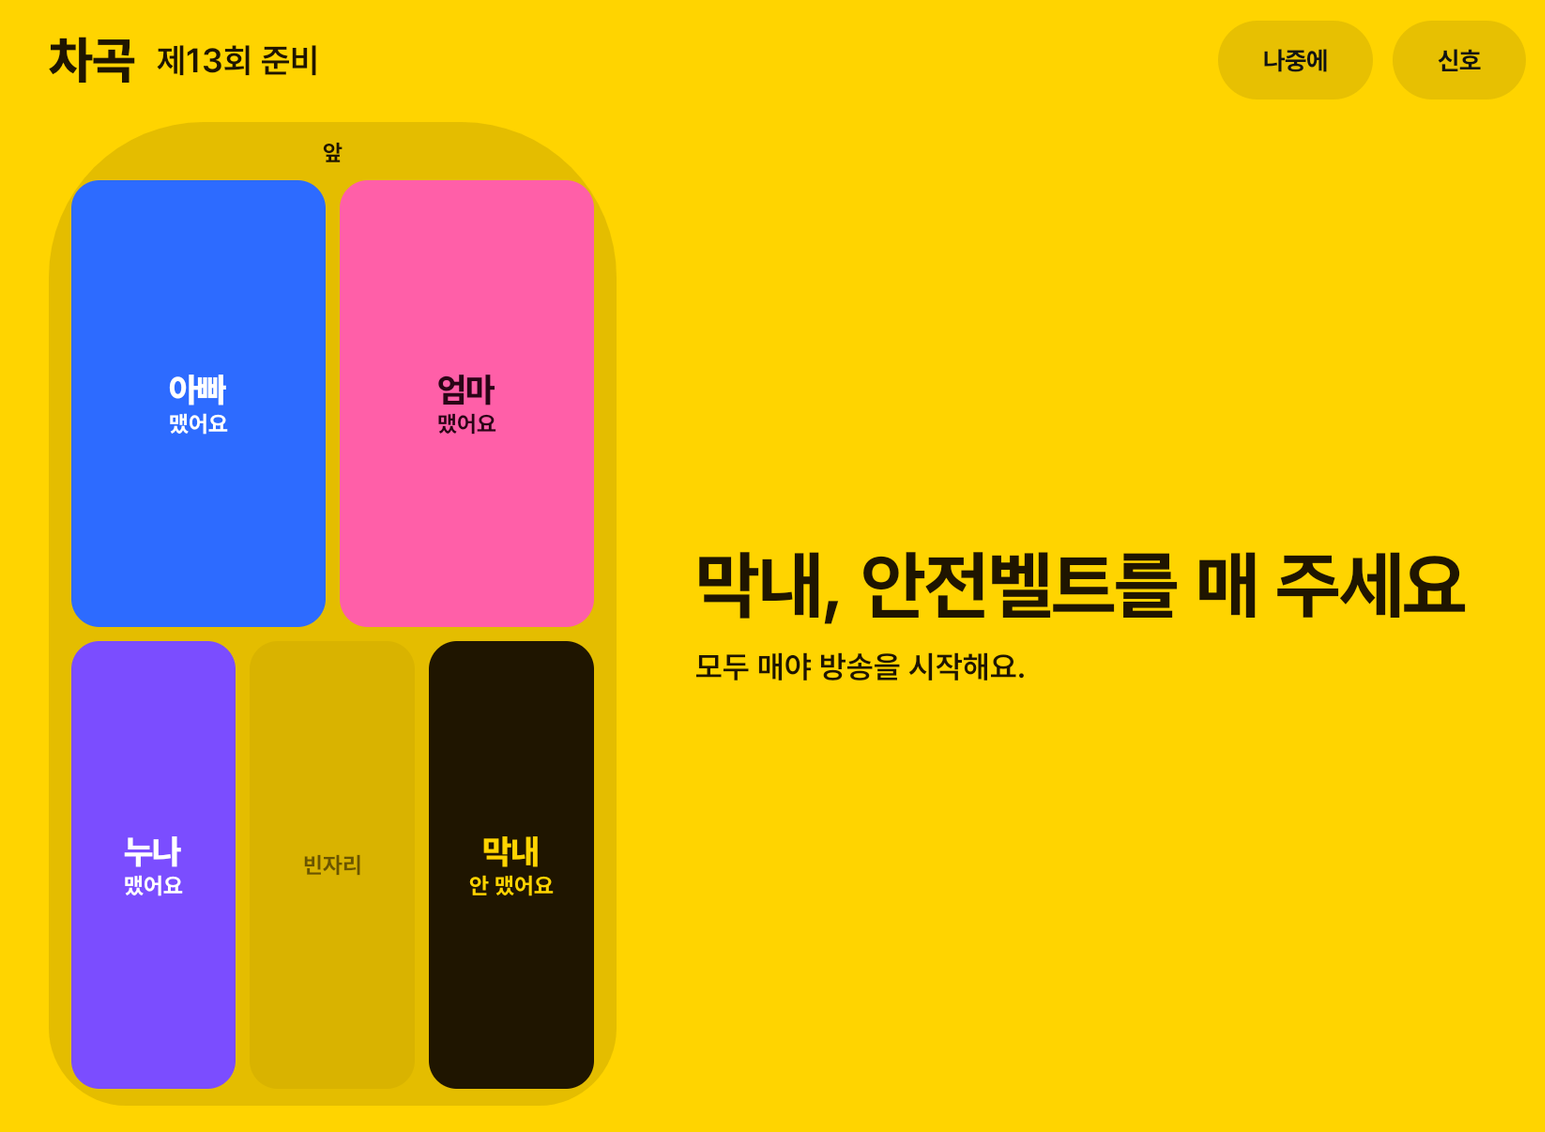 차곡 제13회 준비
나중에
신호
앞
아빠
맸어요
엄마
맸어요
누나
맸어요
빈자리
막내
안 맸어요
막내, 안전벨트를 매 주세요
모두 매야 방송을 시작해요.